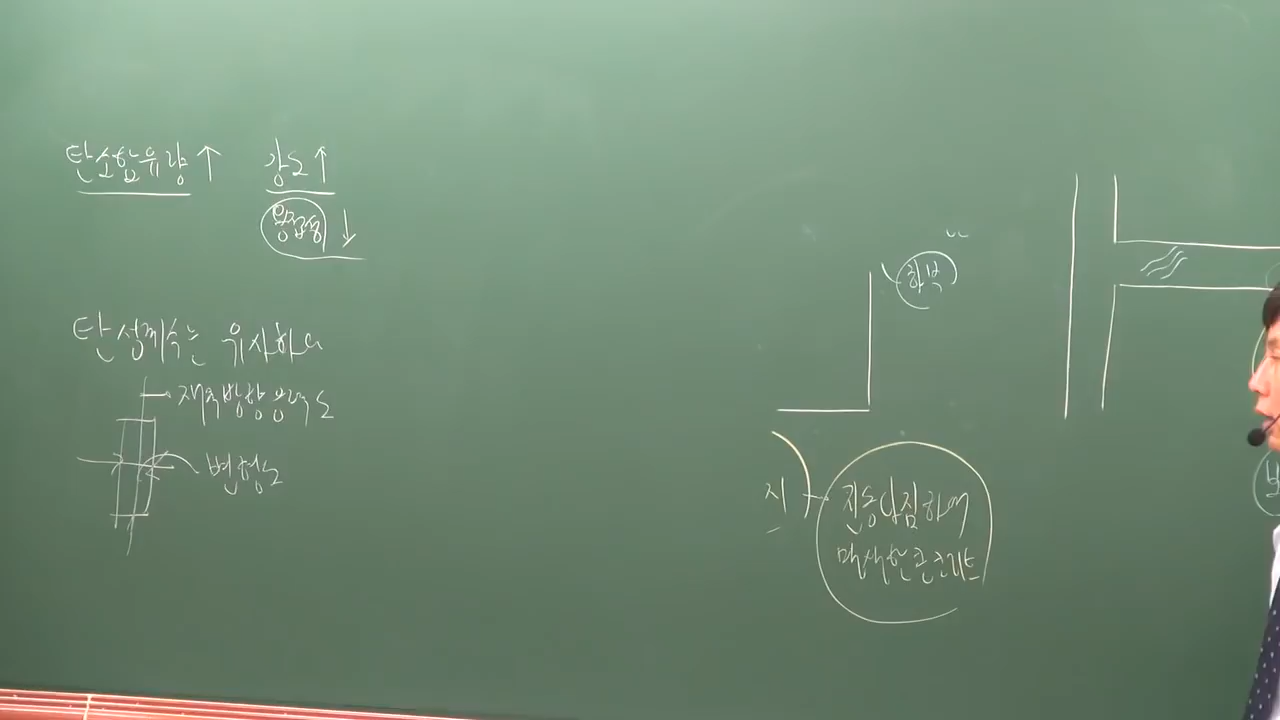 탄소함유량 ↑ 강도 ↑
용접성 ↓
탄성계수는 유사하다
재축방향응력도
변형도
지
진동다짐하여
밀실한콘크리트